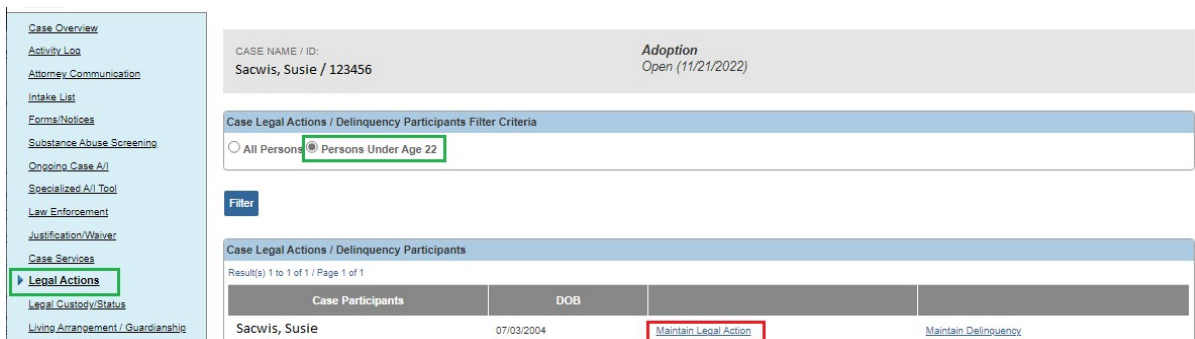 Case Overview
Activity Log
Attorney Communication
Intake List
Forms/Notices
Substance Abuse Screening
Ongoing Case A/I
Specialized A/I Tool
Law Enforcement
Justification/Waiver
Case Services
Legal Actions
Legal Custody/Status
Living Arrangement / Guardianship
CASE NAME / ID:
Sacwis, Susie / 123456
Adoption
Open (11/21/2022)
Case Legal Actions / Delinquency Participants Filter Criteria
All Persons Persons Under Age 22
Filter
Case Legal Actions / Delinquency Participants
Result(s) 1 to 1 of 1 / Page 1 of 1
Case Participants DOB
Sacwis, Susie 07/03/2004 Maintain Legal Action Maintain Delinquency